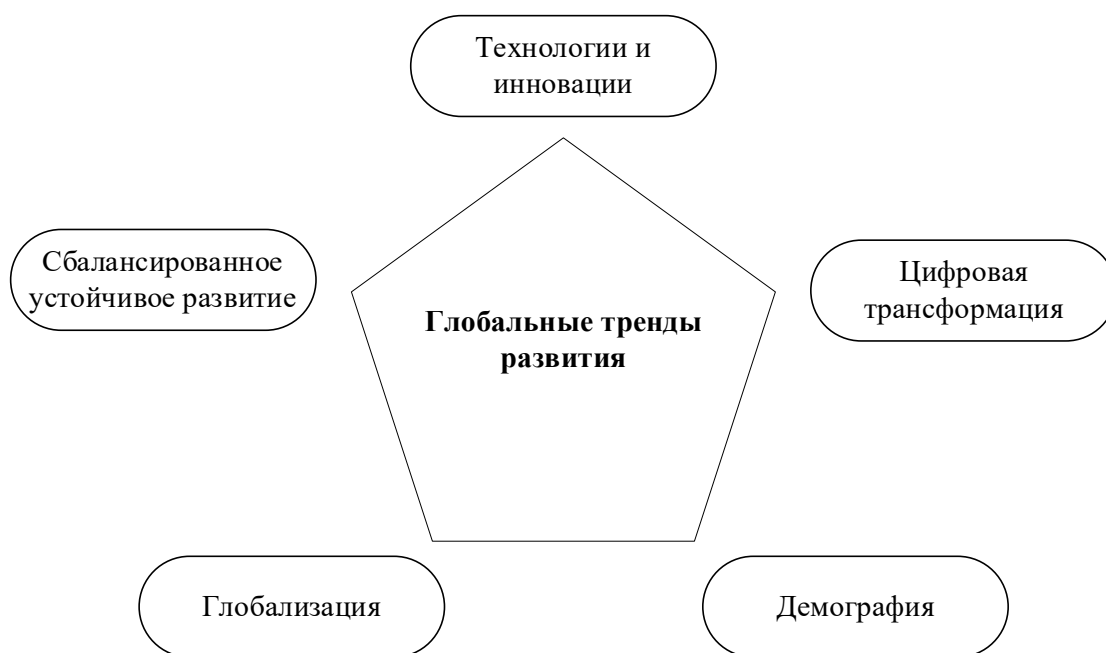 Технологии и
инновации
Сбалансированное
устойчивое развитие
Цифровая
трансформация
Глобальные тренды
развития
Глобализация
Демография